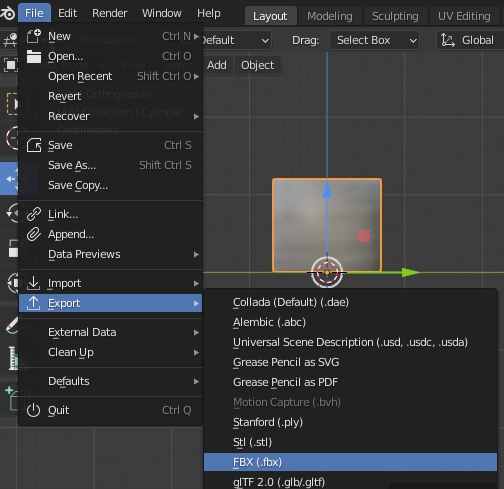 File Edit Render Window Help Layout Modeling Sculpting UV Editing
Default Drag: Select Box Global
Add Object
New Ctrl N
Open... Ctrl O
Open Recent Shift Ctrl O
Revert
Recover
Save Ctrl S
Save As... Shift Ctrl S
Save Copy...
Link...
Append...
Data Previews
Import
Export
External Data
Clean Up
Defaults
Quit Ctrl Q
Collada (Default) (.dae)
Alembic (.abc)
Universal Scene Description (.usd, .usdc, .usda)
Grease Pencil as SVG
Grease Pencil as PDF
Motion Capture (.bvh)
Stanford (.ply)
Stl (.stl)
FBX (.fbx)
glTF 2.0 (.glb/.gltf)